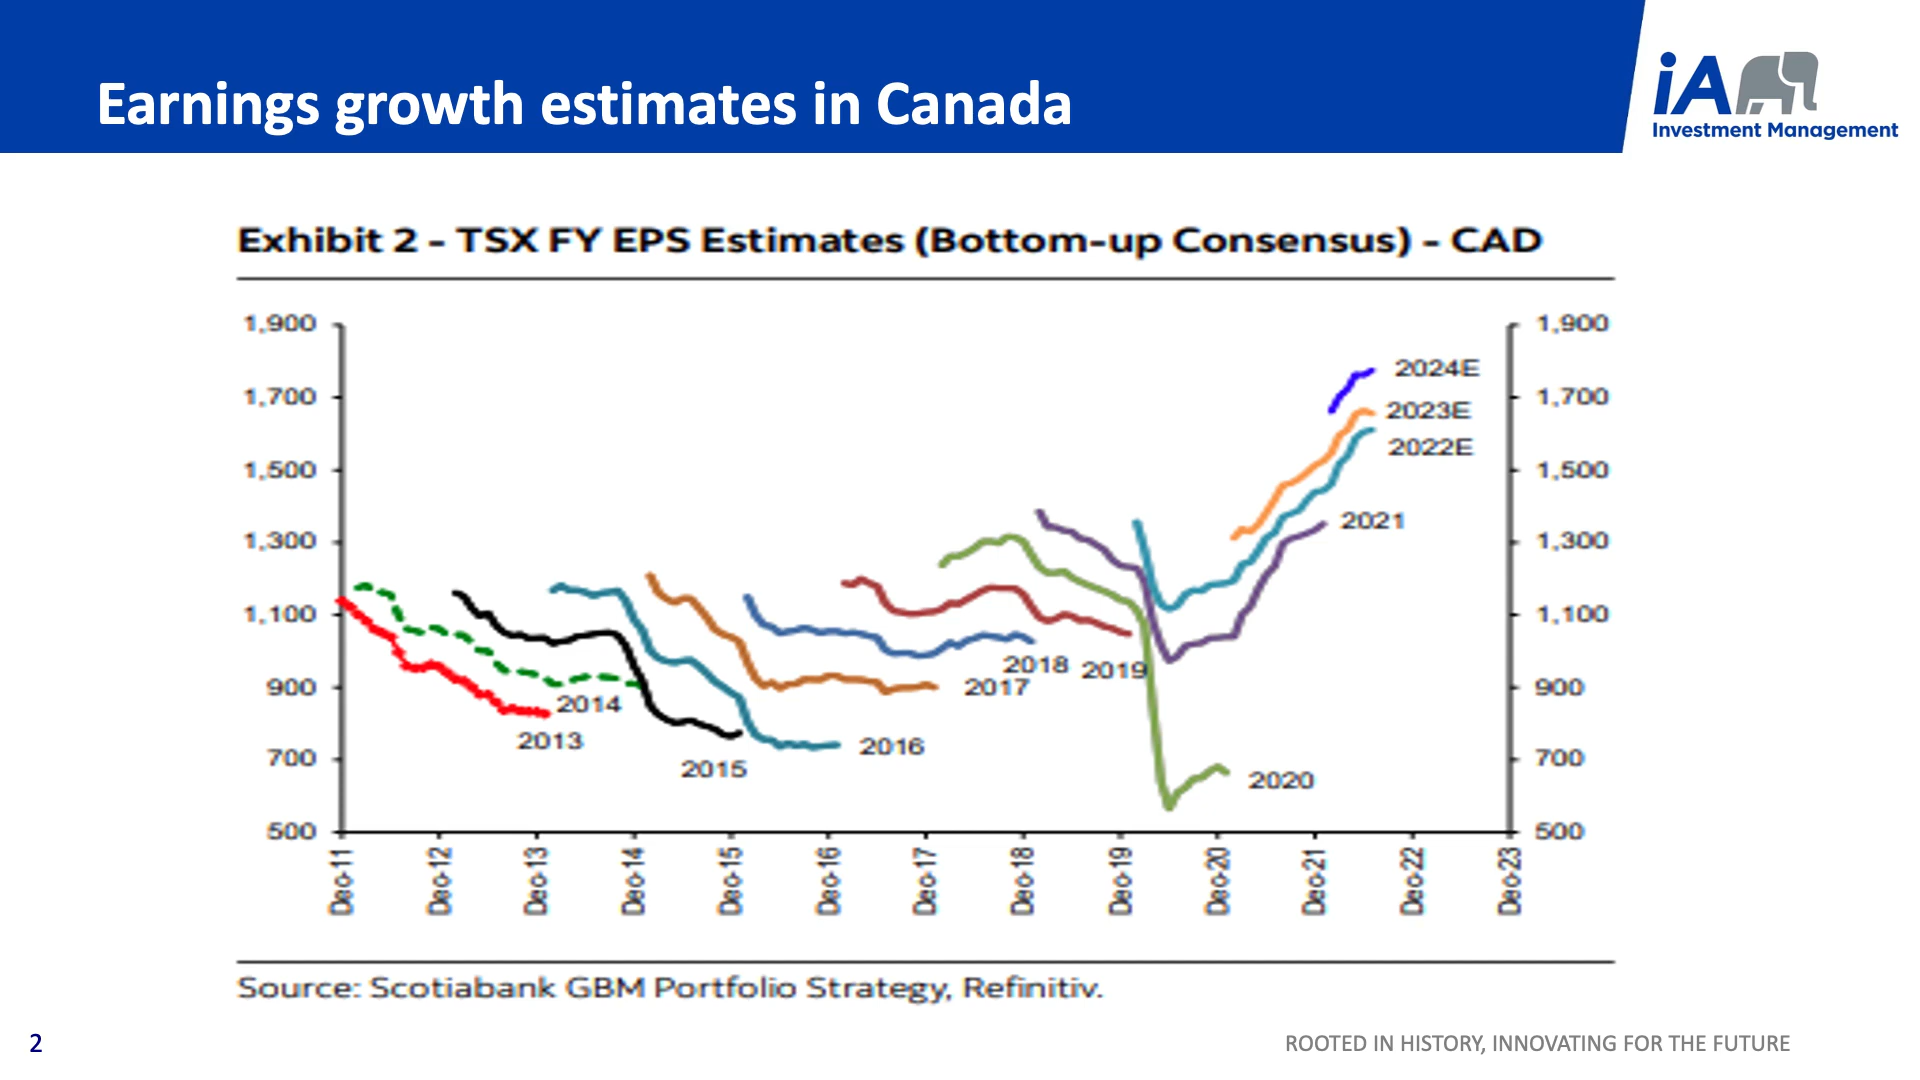 Earnings growth estimates in Canada
iA
Investment Management
Exhibit 2 - TSX FY EPS Estimates (Bottom-up Consensus) - CAD
1,900
1,700
1,500
1,300
1,100
900
700
500
1,900
1,700
1,500
1,300
1,100
900
700
500
2024E
2023E
2022E
2021
2018
2019
2017
2014
2013
2016
2015
2020
Dec-11
Dec-12
Dec-13
Dec-14
Dec-15
Dec-16
Dec-17
Dec-18
Dec-19
Dec-20
Dec-21
Dec-22
Dec-23
Source: Scotiabank GBM Portfolio Strategy, Refinitiv.
2
ROOTED IN HISTORY, INNOVATING FOR THE FUTURE